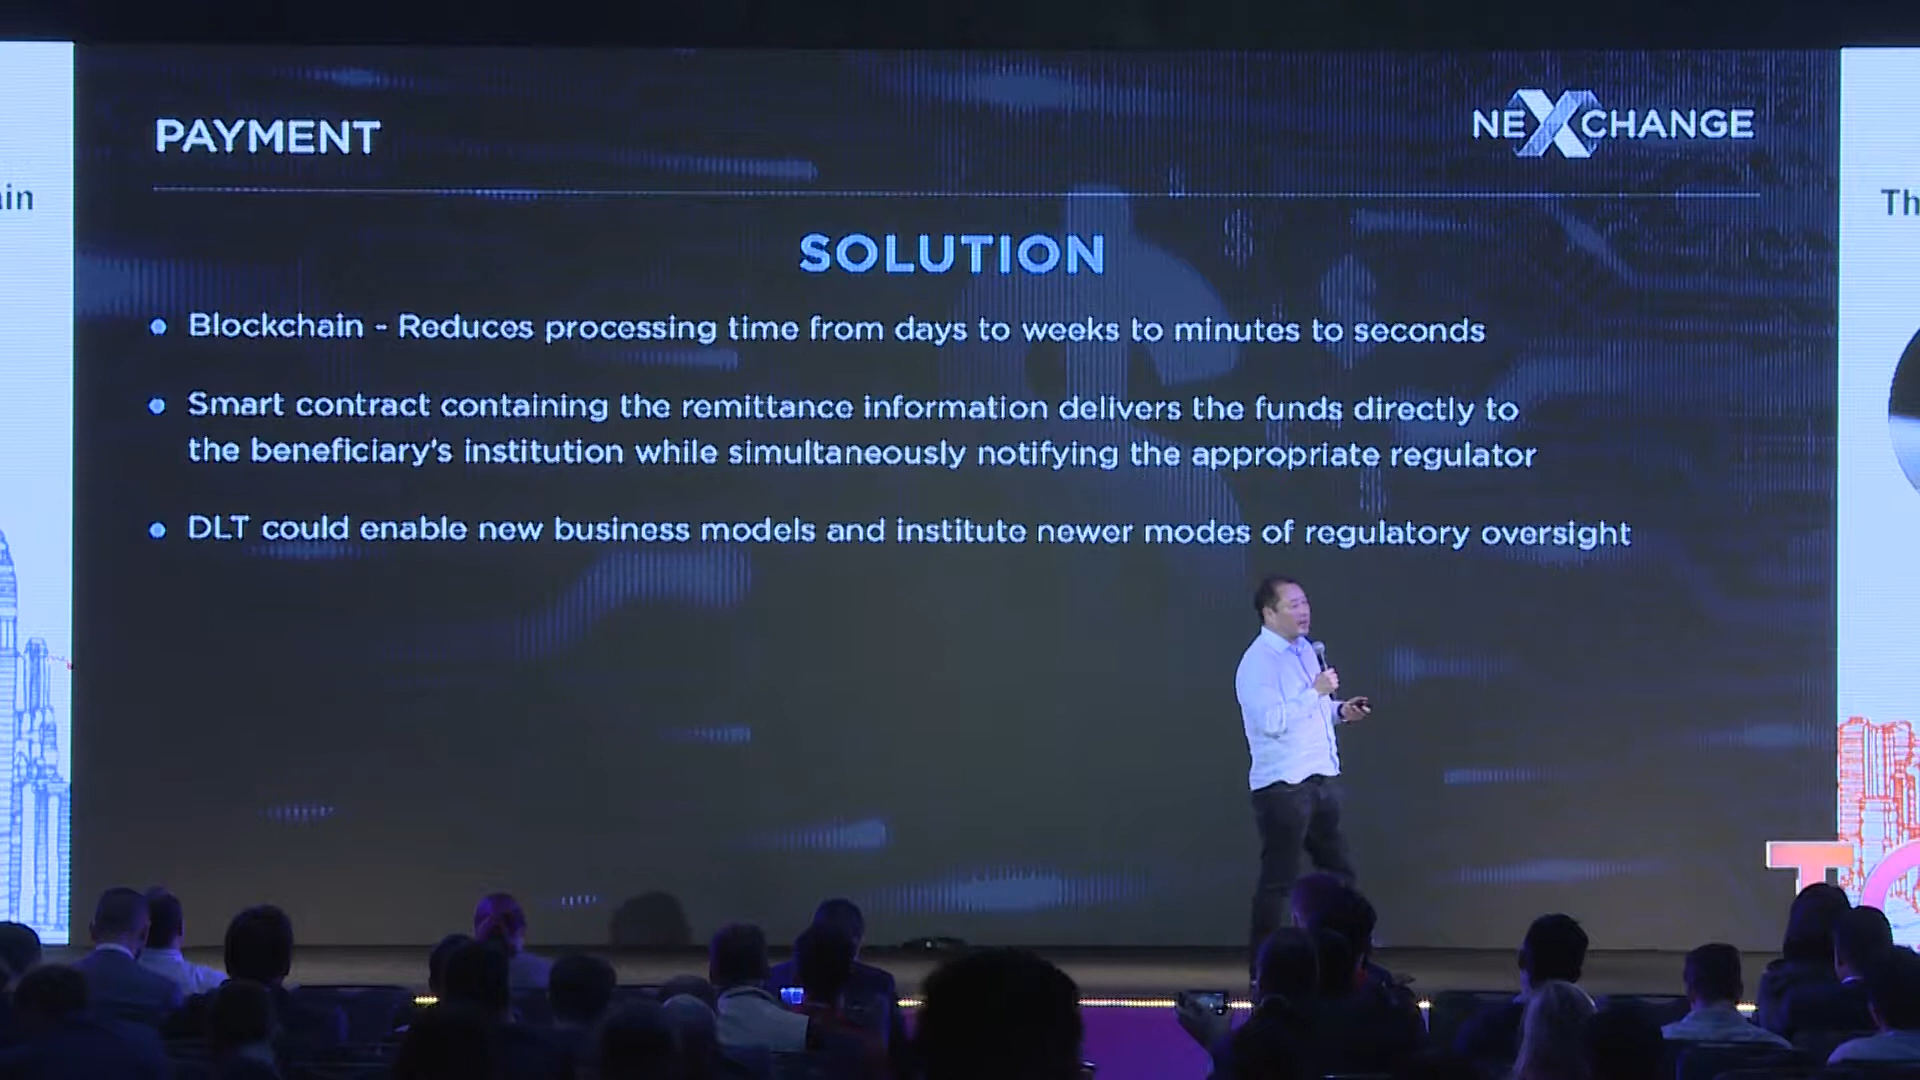 PAYMENT
NEXCHANGE
SOLUTION
• Blockchain - Reduces processing time from days to weeks to minutes to seconds
• Smart contract containing the remittance information delivers the funds directly to
the beneficiary's institution while simultaneously notifying the appropriate regulator
• DLT could enable new business models and institute newer modes of regulatory oversight
in
Th